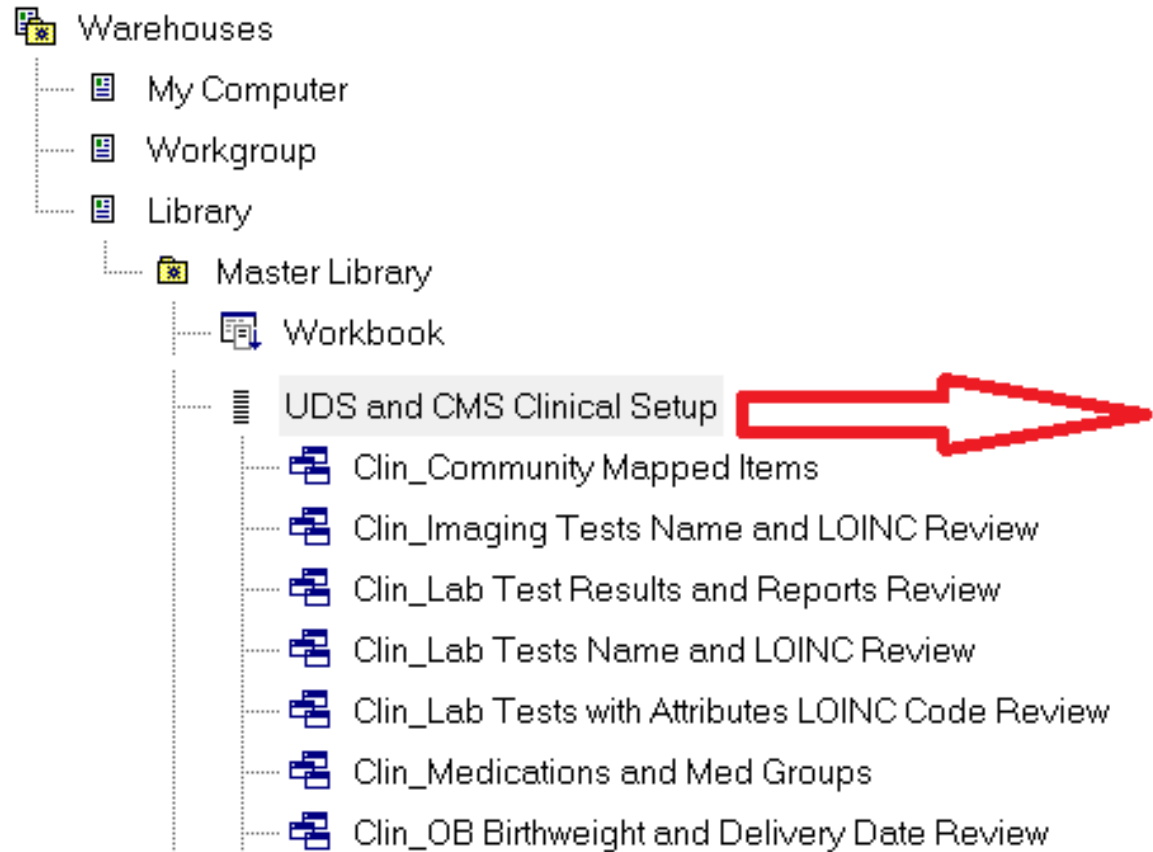 Warehouses
My Computer
Workgroup
Library
Master Library
Workbook
UDS and CMS Clinical Setup
Clin_Community Mapped Items
Clin_Imaging Tests Name and LOINC Review
Clin_Lab Test Results and Reports Review
Clin_Lab Tests Name and LOINC Review
Clin_Lab Tests with Attributes LOINC Code Review
Clin_Medications and Med Groups
Clin_OB Birthweight and Delivery Date Review